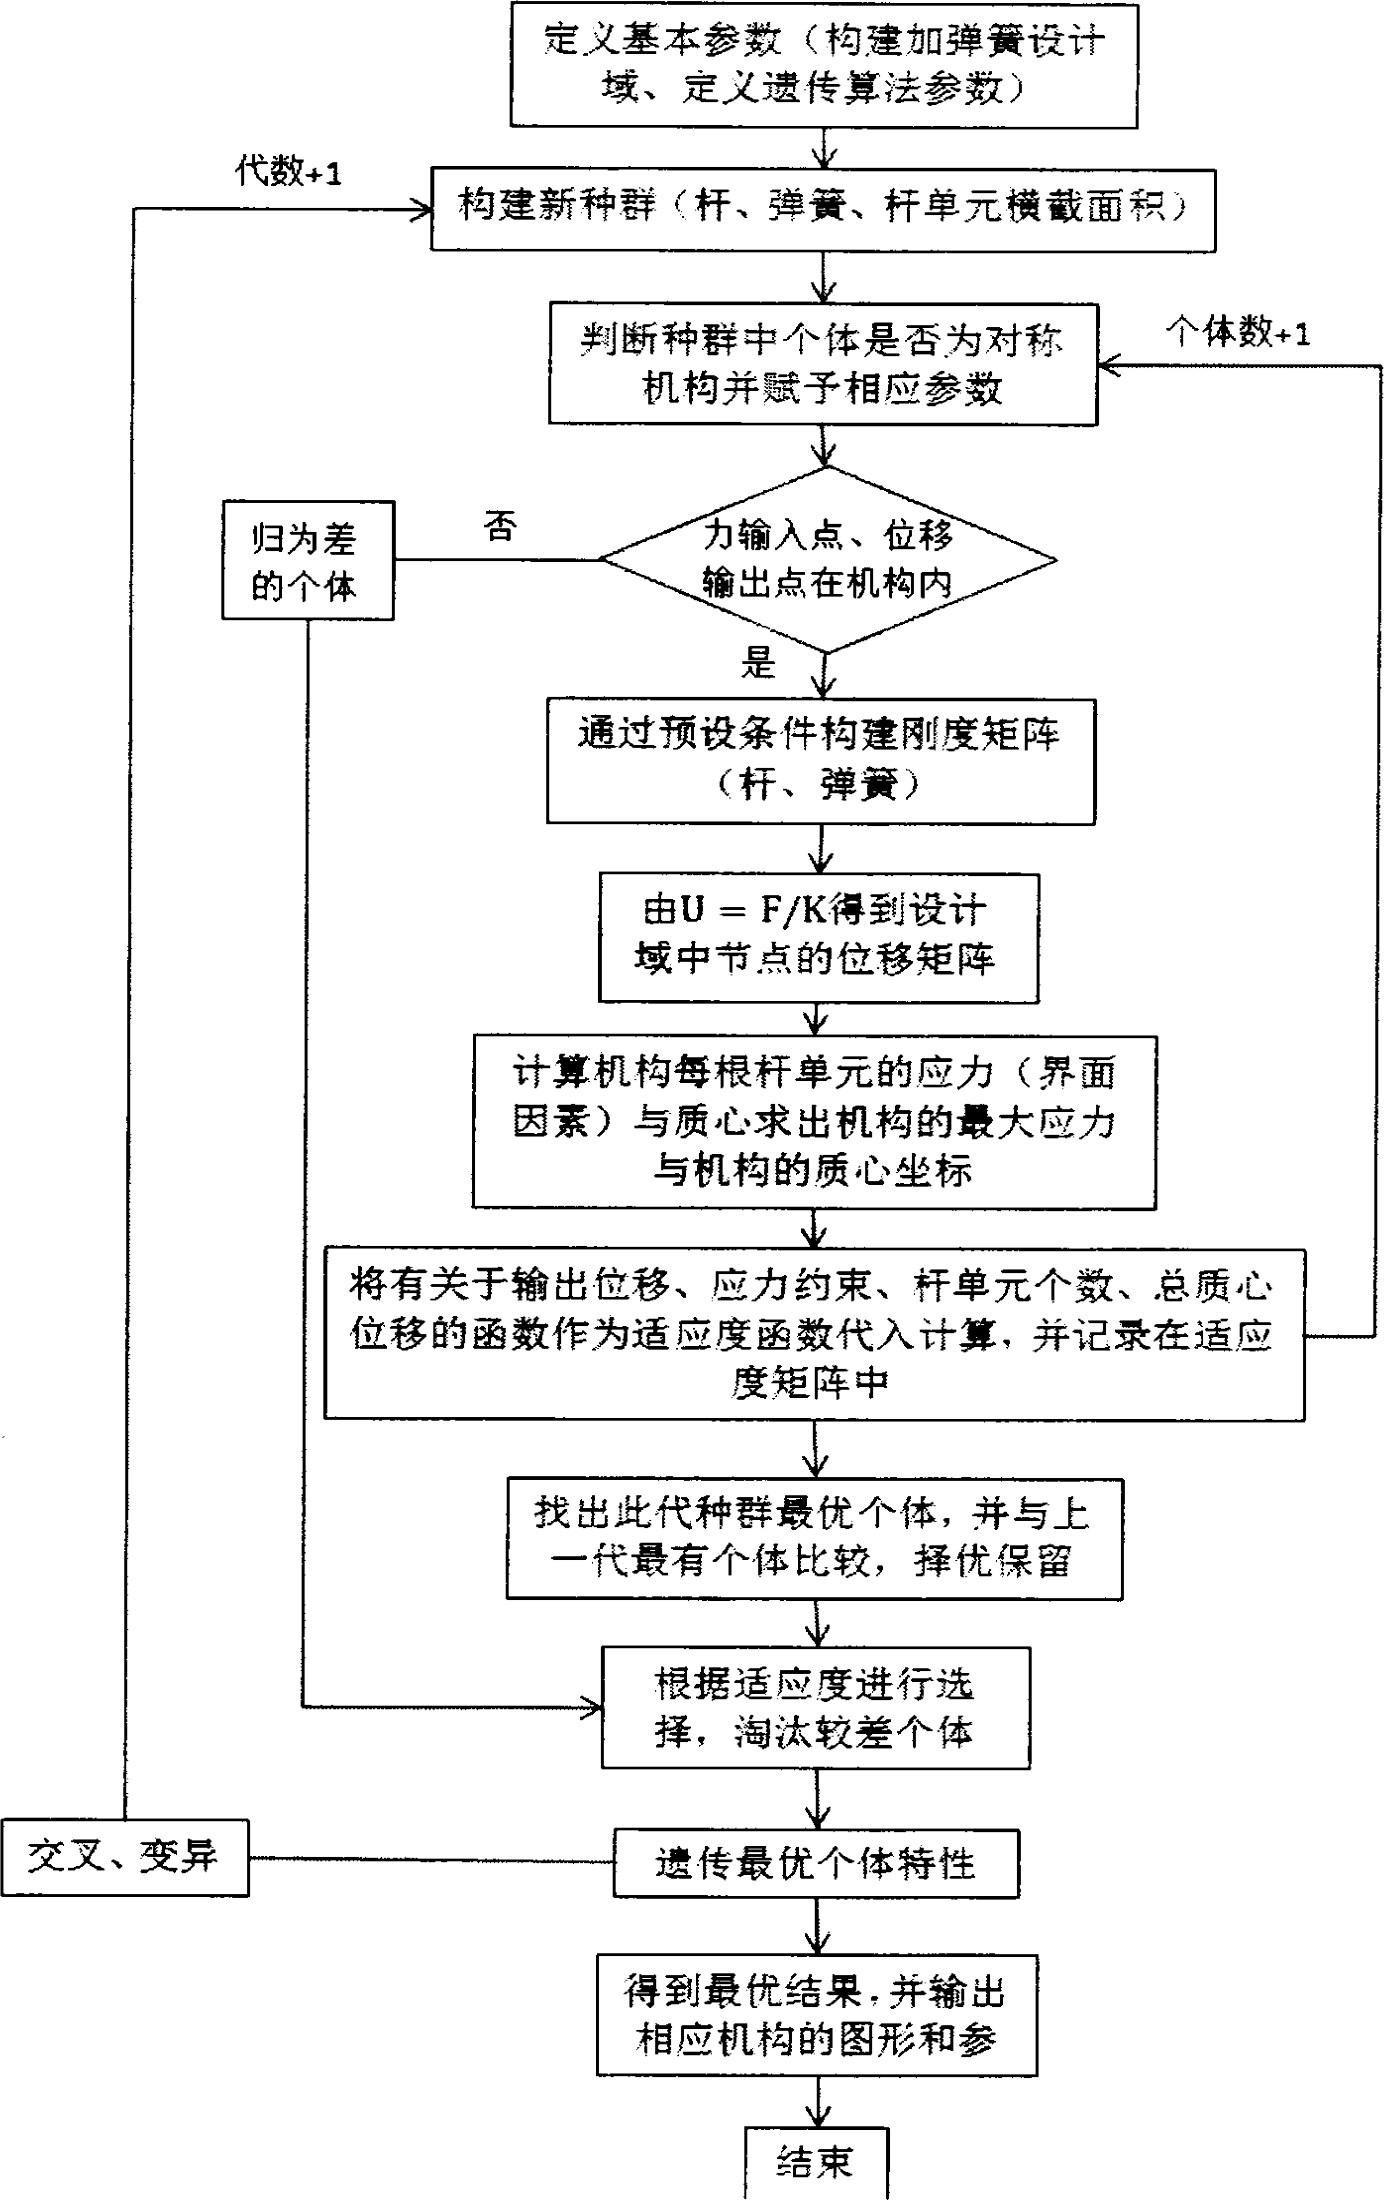 定义基本参数（构建加弹簧设计
域、定义遗传算法参数）
代数+1
构建新种群（杆、弹簧、杆单元横截面积）
判断种群中个体是否为对称
机构并赋予相应参数
个体数+1
归为差
的个体
否
力输入点、位移
输出点在机构内
是
通过预设条件构建刚度矩阵
（杆、弹簧）
由U = F/K得到设计
域中节点的位移矩阵
计算机构每根杆单元的应力（界面
因素）与质心求出机构的最大应力
与机构的质心坐标
将有关于输出位移、应力约束、杆单元个数、总质心
位移的函数作为适应度函数代入计算，并记录在适应
度矩阵中
找出此代种群最优个体，并与上
一代最有个体比较，择优保留
根据适应度进行选
择，淘汰较差个体
交叉、变异
遗传最优个体特性
得到最优结果，并输出
相应机构的图形和参
结束